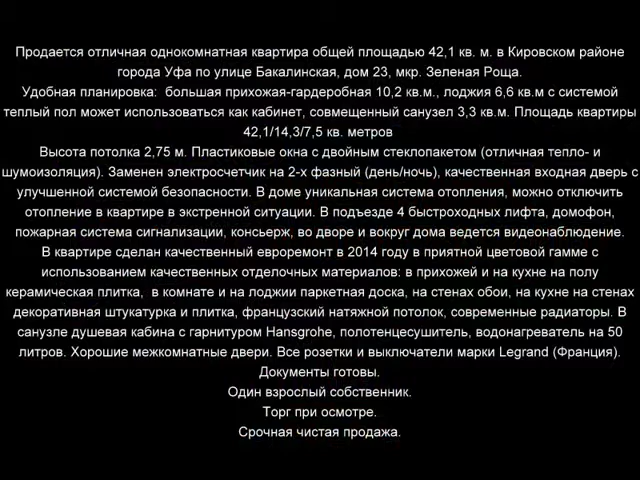 Продается отличная однокомнатная квартира общей площадью 42,1 кв. м. в Кировском районе
города Уфа по улице Бакалинская, дом 23, мкр. Зеленая Роща.
Удобная планировка: большая прихожая-гардеробная 10,2 кв.м., лоджия 6,6 кв.м с системой
теплый пол может использоваться как кабинет, совмещенный санузел 3,3 кв.м. Площадь квартиры
42,1/14,3/7,5 кв. метров
Высота потолка 2,75 м. Пластиковые окна с двойным стеклопакетом (отличная тепло- и
шумоизоляция). Заменен электросчетчик на 2-х фазный (день/ночь), качественная входная дверь с
улучшенной системой безопасности. В доме уникальная система отопления, можно отключить
отопление в квартире в экстренной ситуации. В подъезде 4 быстроходных лифта, домофон,
пожарная система сигнализации, консьерж, во дворе и вокруг дома ведется видеонаблюдение.
В квартире сделан качественный евроремонт в 2014 году в приятной цветовой гамме с
использованием качественных отделочных материалов: в прихожей и на кухне на полу
керамическая плитка, в комнате и на лоджии паркетная доска, на стенах обои, на кухне на стенах
декоративная штукатурка и плитка, французский натяжной потолок, современные радиаторы. В
санузле душевая кабина с гарнитуром Hansgrohe, полотенцесушитель, водонагреватель на 50
литров. Хорошие межкомнатные двери. Все розетки и выключатели марки Legrand (Франция).
Документы готовы.
Один взрослый собственник.
Торг при осмотре.
Срочная чистая продажа.